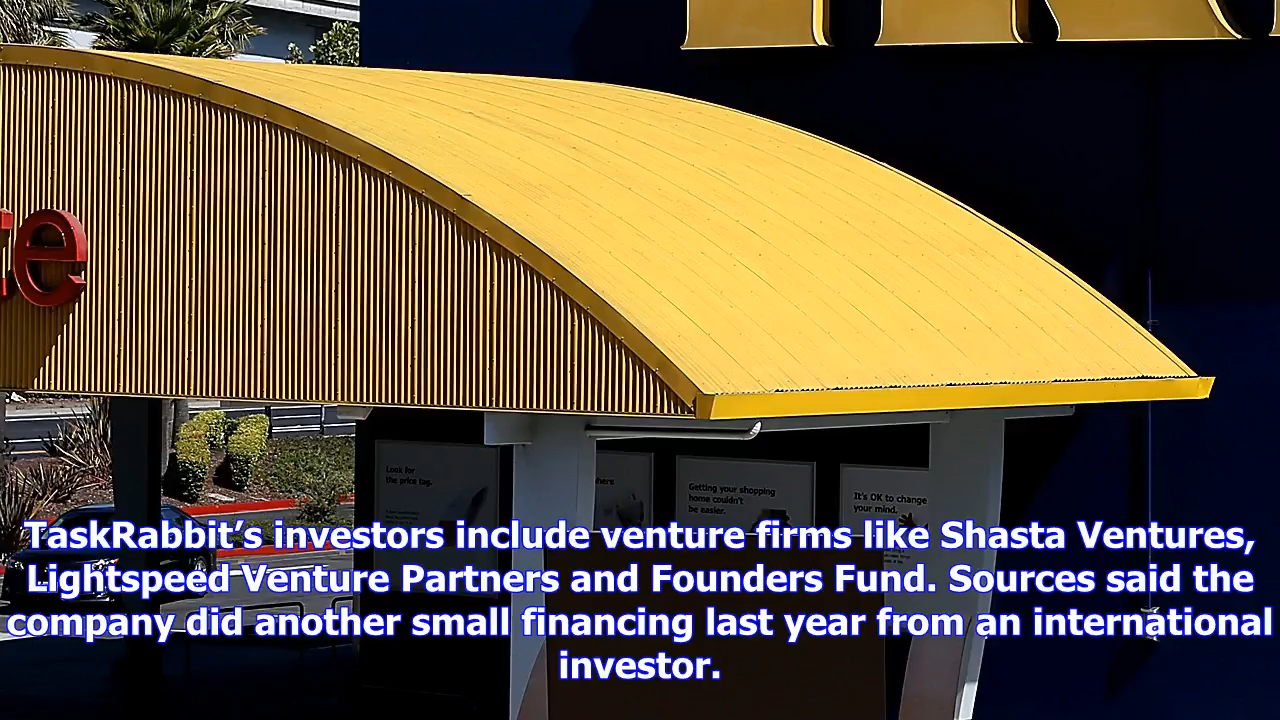 e
Look for
the price tag.
here
Getting your shopping
home couldn't
be easier.
It's OK to change
your mind.
TaskRabbit’s investors include venture firms like Shasta Ventures,
Lightspeed Venture Partners and Founders Fund. Sources said the
company did another small financing last year from an international
investor.